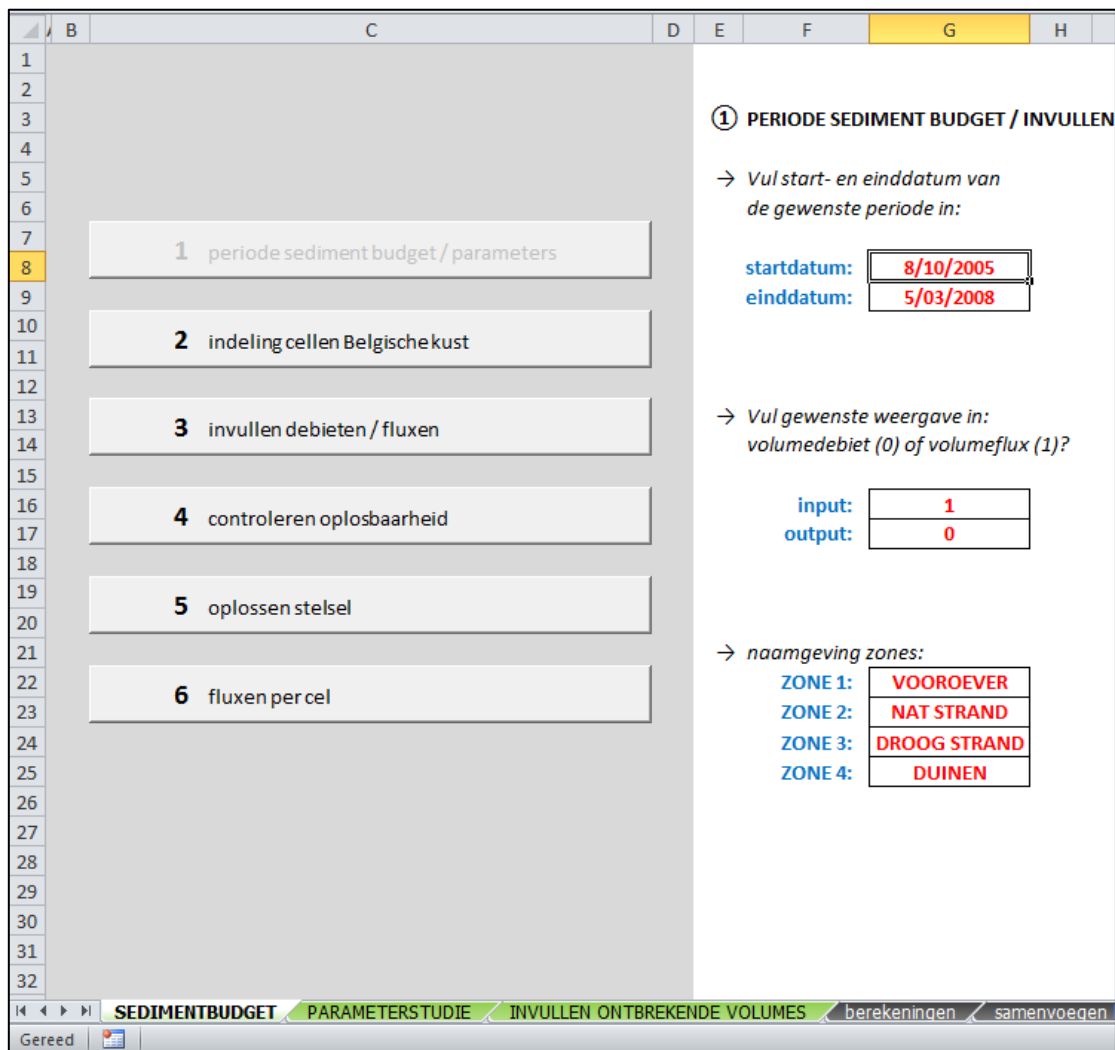 A B C D E F G H
1
2
3
4
5
6
7
8
9
10
11
12
13
14
15
16
17
18
19
20
21
22
23
24
25
26
27
28
29
30
31
32
1 periode sediment budget / parameters
2 indeling cellen Belgische kust
3 invullen debieten / fluxen
4 controleren oplosbaarheid
5 oplossen stelsel
6 fluxen per cel
① PERIODE SEDIMENT BUDGET / INVULLEN
→ Vul start- en einddatum van
de gewenste periode in:
startdatum: 8/10/2005
einddatum: 5/03/2008
→ Vul gewenste weergave in:
volumedebiet (0) of volumeflux (1)?
input: 1
output: 0
→ naamgeving zones:
ZONE 1: VOOROEVER
ZONE 2: NAT STRAND
ZONE 3: DROOG STRAND
ZONE 4: DUINEN
SEDIMENTBUDGET PARAMETERSTUDIE INVULLEN ONTBREKENDE VOLUMES berekeningen samenvoegen
Gereed